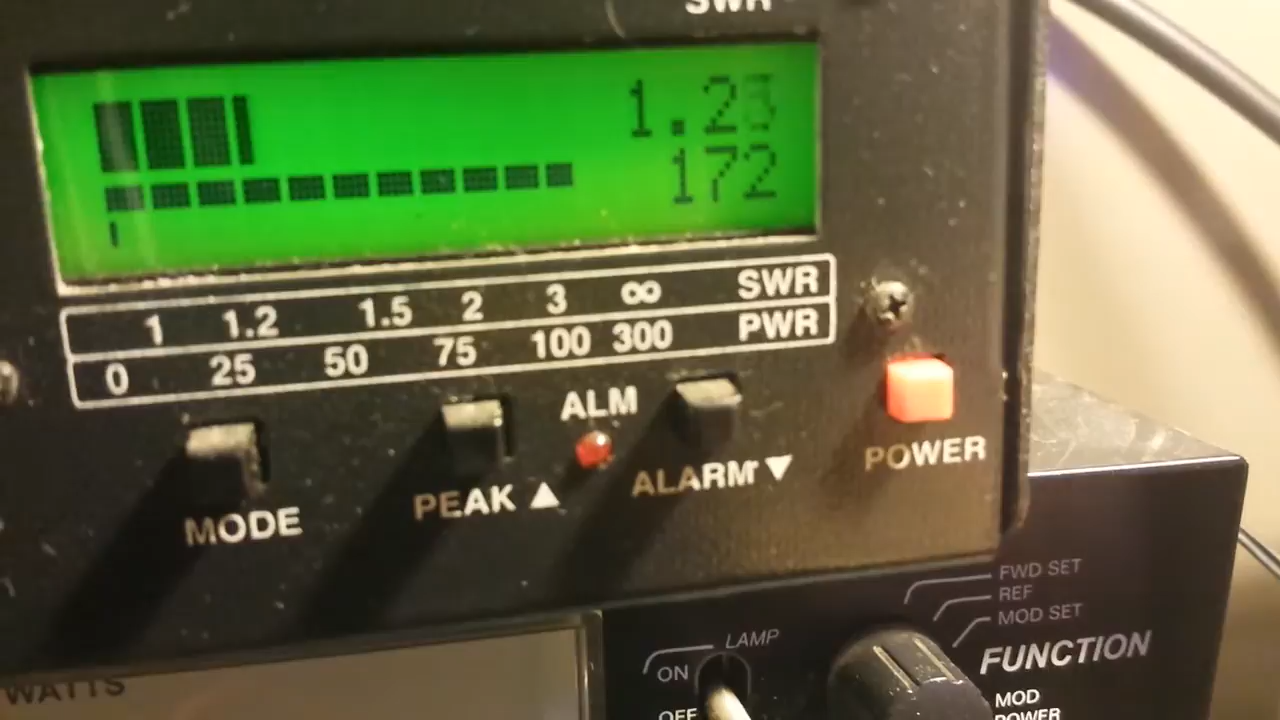 SWR
1.23
172
1 1.2 1.5 2 3 ∞ SWR
0 25 50 75 100 300 PWR
ALM
MODE
PEAK ▲
ALARM ▼
POWER
FWD SET
REF
MOD SET
LAMP
ON
OFF
FUNCTION
MOD
POWER
WATTS